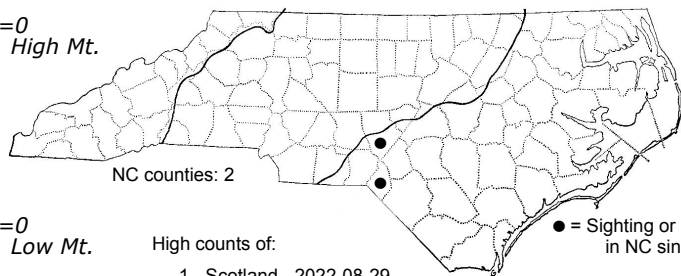 =0
High Mt.
NC counties: 2
=0
Low Mt.
High counts of:
● = Sighting or
in NC sin
1 - Scotland - 2022-08-29